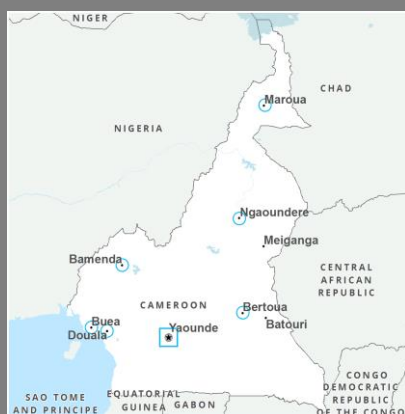 NIGER
Maroua
CHAD
NIGERIA
Ngaoundere
Meiganga
Bamenda
CENTRAL
AFRICAN
REPUBLIC
CAMEROON
Bertoua
Buea
Batouri
Douala
Yaounde
SAO TOME
AND PRINCIPE
EQUATORIAL
GUINEA
GABON
CONGO
DEMOCRATIC
REPUBLIC
OF THE CONGO